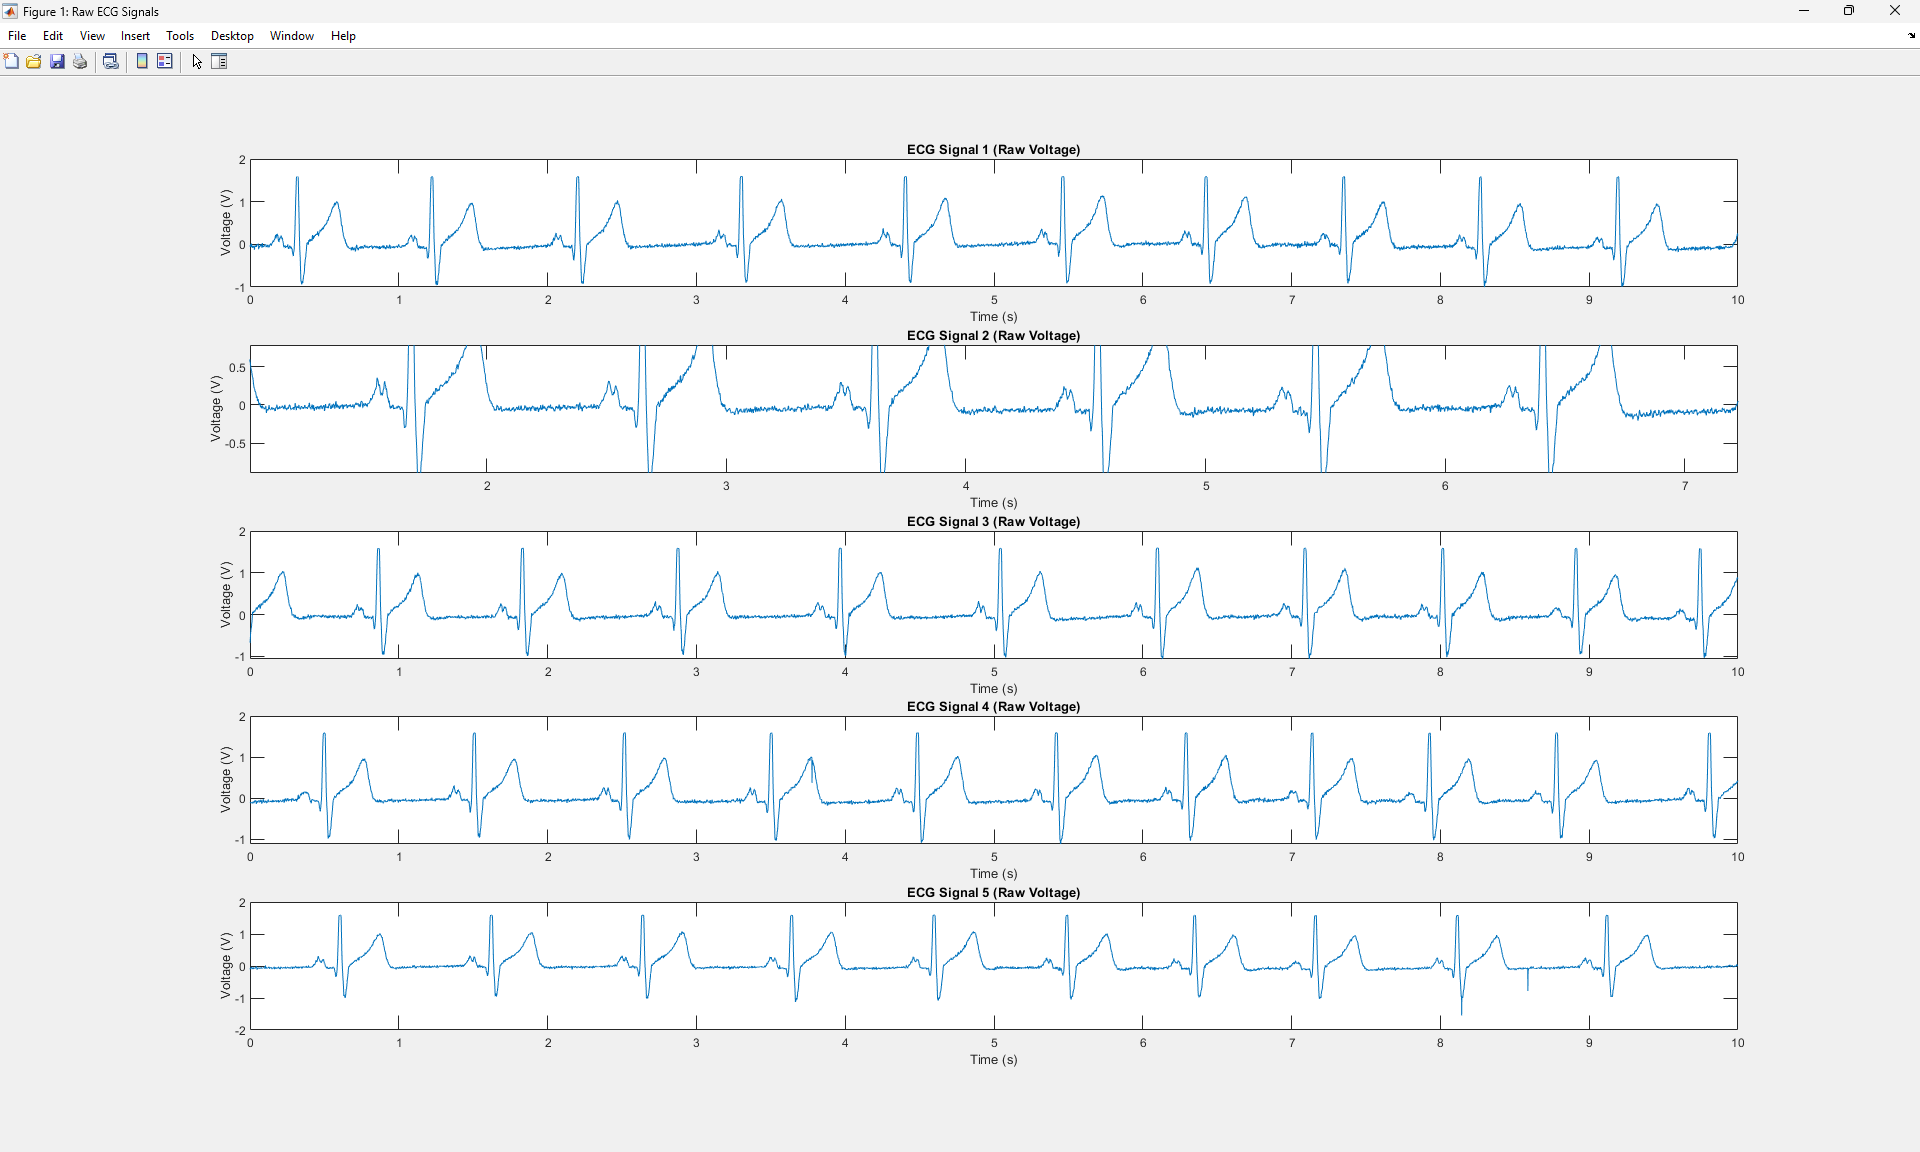 Figure 1: Raw ECG Signals
File Edit View Insert Tools Desktop Window Help
ECG Signal 1 (Raw Voltage)
2
1
0
-1
Voltage (V)
0 1 2 3 4 5 6 7 8 9 10
Time (s)
ECG Signal 2 (Raw Voltage)
0.5
0
-0.5
Voltage (V)
2 3 4 5 6 7
Time (s)
ECG Signal 3 (Raw Voltage)
2
1
0
-1
Voltage (V)
0 1 2 3 4 5 6 7 8 9 10
Time (s)
ECG Signal 4 (Raw Voltage)
2
1
0
-1
Voltage (V)
0 1 2 3 4 5 6 7 8 9 10
Time (s)
ECG Signal 5 (Raw Voltage)
2
1
0
-1
-2
Voltage (V)
0 1 2 3 4 5 6 7 8 9 10
Time (s)